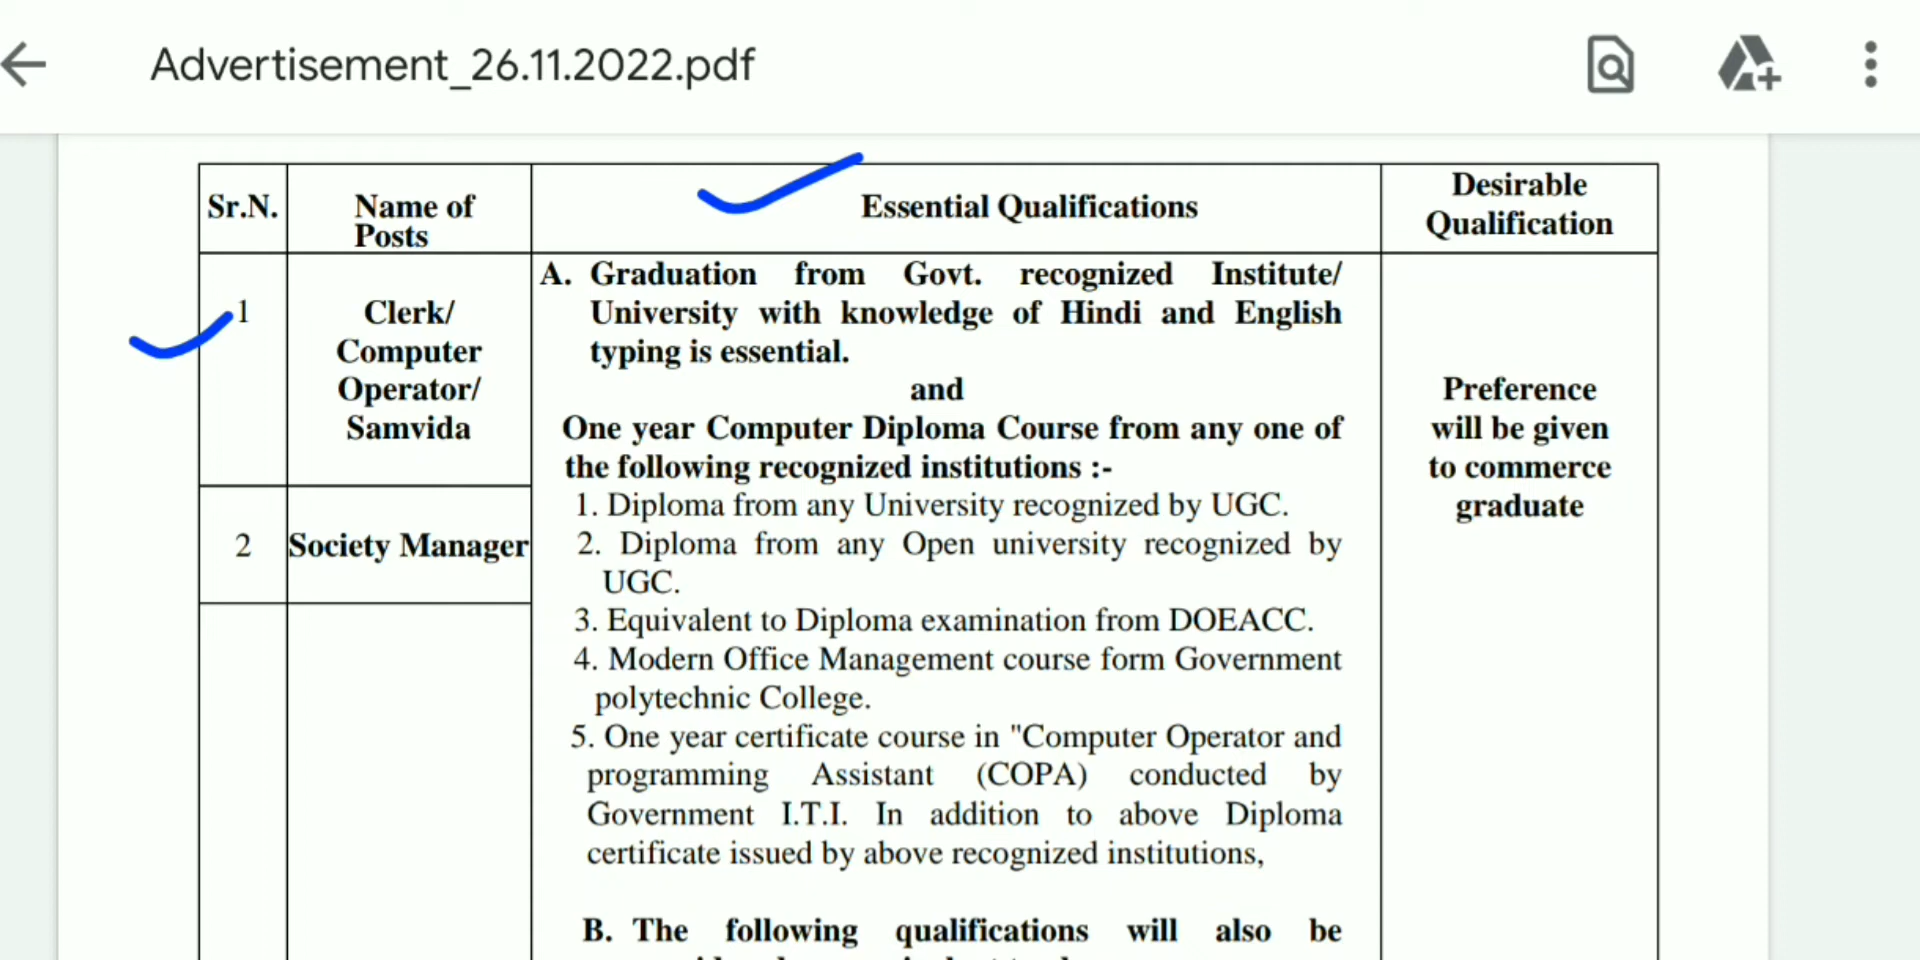 Advertisement_26.11.2022.pdf
Sr.N.
Name of
Posts
Essential Qualifications
Desirable
Qualification
1
Clerk/
Computer
Operator/
Samvida
A. Graduation from Govt. recognized Institute/
University with knowledge of Hindi and English
typing is essential.
and
One year Computer Diploma Course from any one of
the following recognized institutions :-
1. Diploma from any University recognized by UGC.
2. Diploma from any Open university recognized by
UGC.
3. Equivalent to Diploma examination from DOEACC.
4. Modern Office Management course form Government
polytechnic College.
5. One year certificate course in "Computer Operator and
programming Assistant (COPA) conducted by
Government I.T.I. In addition to above Diploma
certificate issued by above recognized institutions,
B. The following qualifications will also be
Preference
will be given
to commerce
graduate
2
Society Manager